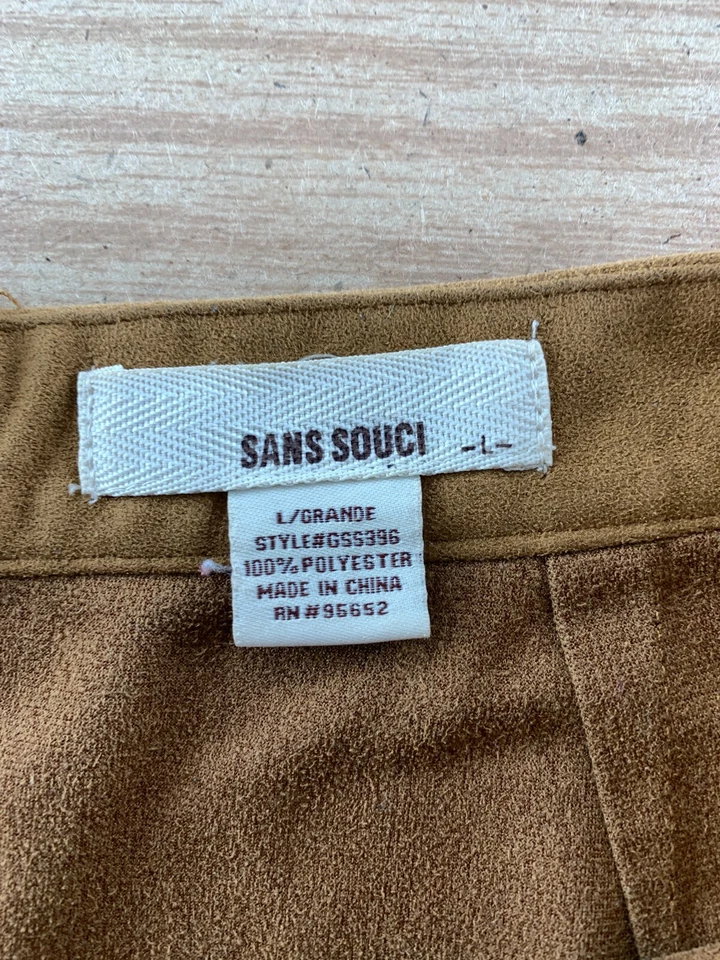 SANS SOUCI -L-
L/GRANDE
STYLE#GSS396
100% POLYESTER
MADE IN CHINA
RN #95652